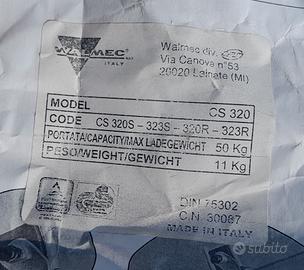 WALMEC
ITALY
Walmec div.
Via Canova n°53
20020 Lainate (MI)
MODEL CS 320
CODE CS 320S - 323S - 320R - 323R
PORTATA/CAPACITY/MAX LADEGEWICHT 50 Kg
PESO/WEIGHT/GEWICHT 11 Kg
DIN 75302
C.N. 30087
MADE IN ITALY
subito